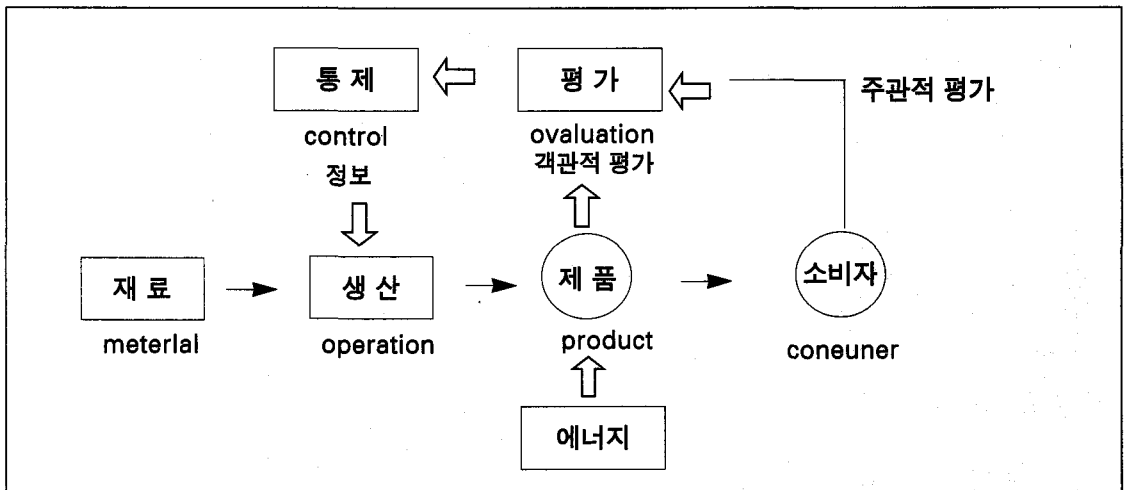 통 제
평 가
주관적 평가
control
ovaluation
정보
객관적 평가
재 료
생 산
제 품
소비자
meterlal
operation
product
coneuner
에너지